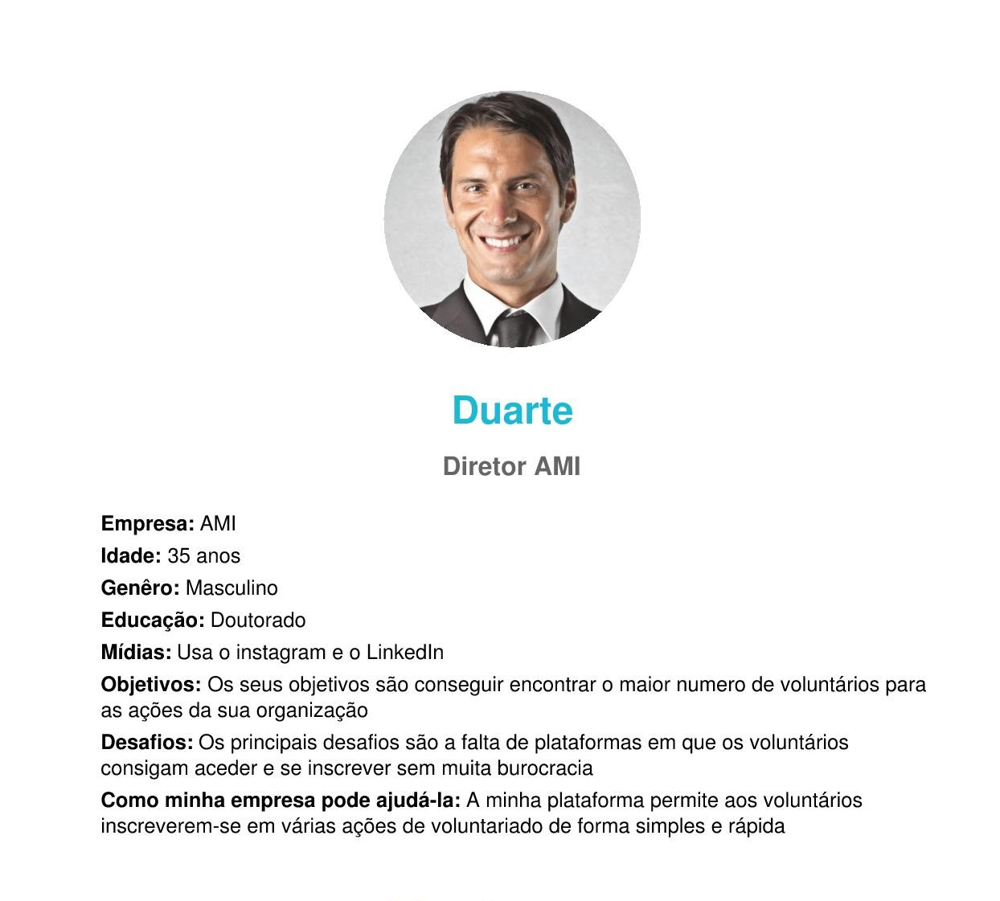 Duarte
Diretor AMI
Empresa: AMI
Idade: 35 anos
Genêro: Masculino
Educação: Doutorado
Mídias: Usa o instagram e o LinkedIn
Objetivos: Os seus objetivos são conseguir encontrar o maior numero de voluntários para
as ações da sua organização
Desafios: Os principais desafios são a falta de plataformas em que os voluntários
consigam aceder e se inscrever sem muita burocracia
Como minha empresa pode ajudá-la: A minha plataforma permite aos voluntários
inscreverem-se em várias ações de voluntariado de forma simples e rápida